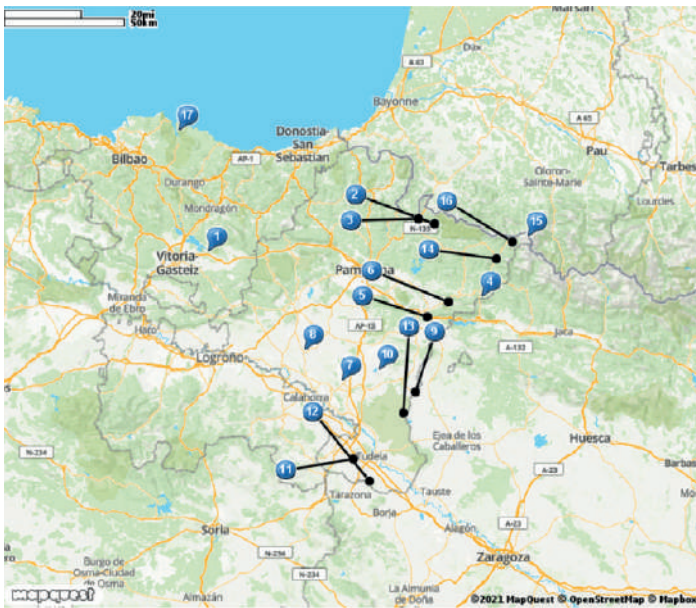 20mi
50km
Marsan
Dax
A 63
Bayonne
A 65
17
Donostia-
San
Sebastian
Bilbao
AP-1
Pau
Tarbes
Oloron-
Sainte-Marie
Durango
Lourdes
Mondragón
2
16
3
N-135
15
1
14
Vitoria-
Gasteiz
6
Pamplona
4
5
Miranda
de Ebro
Haro
8
AP-15
13
9
Jaca
A-133
Logroño
10
7
Calahorra
12
Ejea de los
Caballeros
Huesca
N-234
Tudela
11
A-23
Barbas
Tarazona
Tauste
Mo
Borja
A-23
Soria
Alagón
N-234
Zaragoza
Burgo de
Osma-Ciudad
de Osma
N-234
Almazán
La Almunia
de Doña
mapquest
©2021 MapQuest © OpenStreetMap © Mapbox